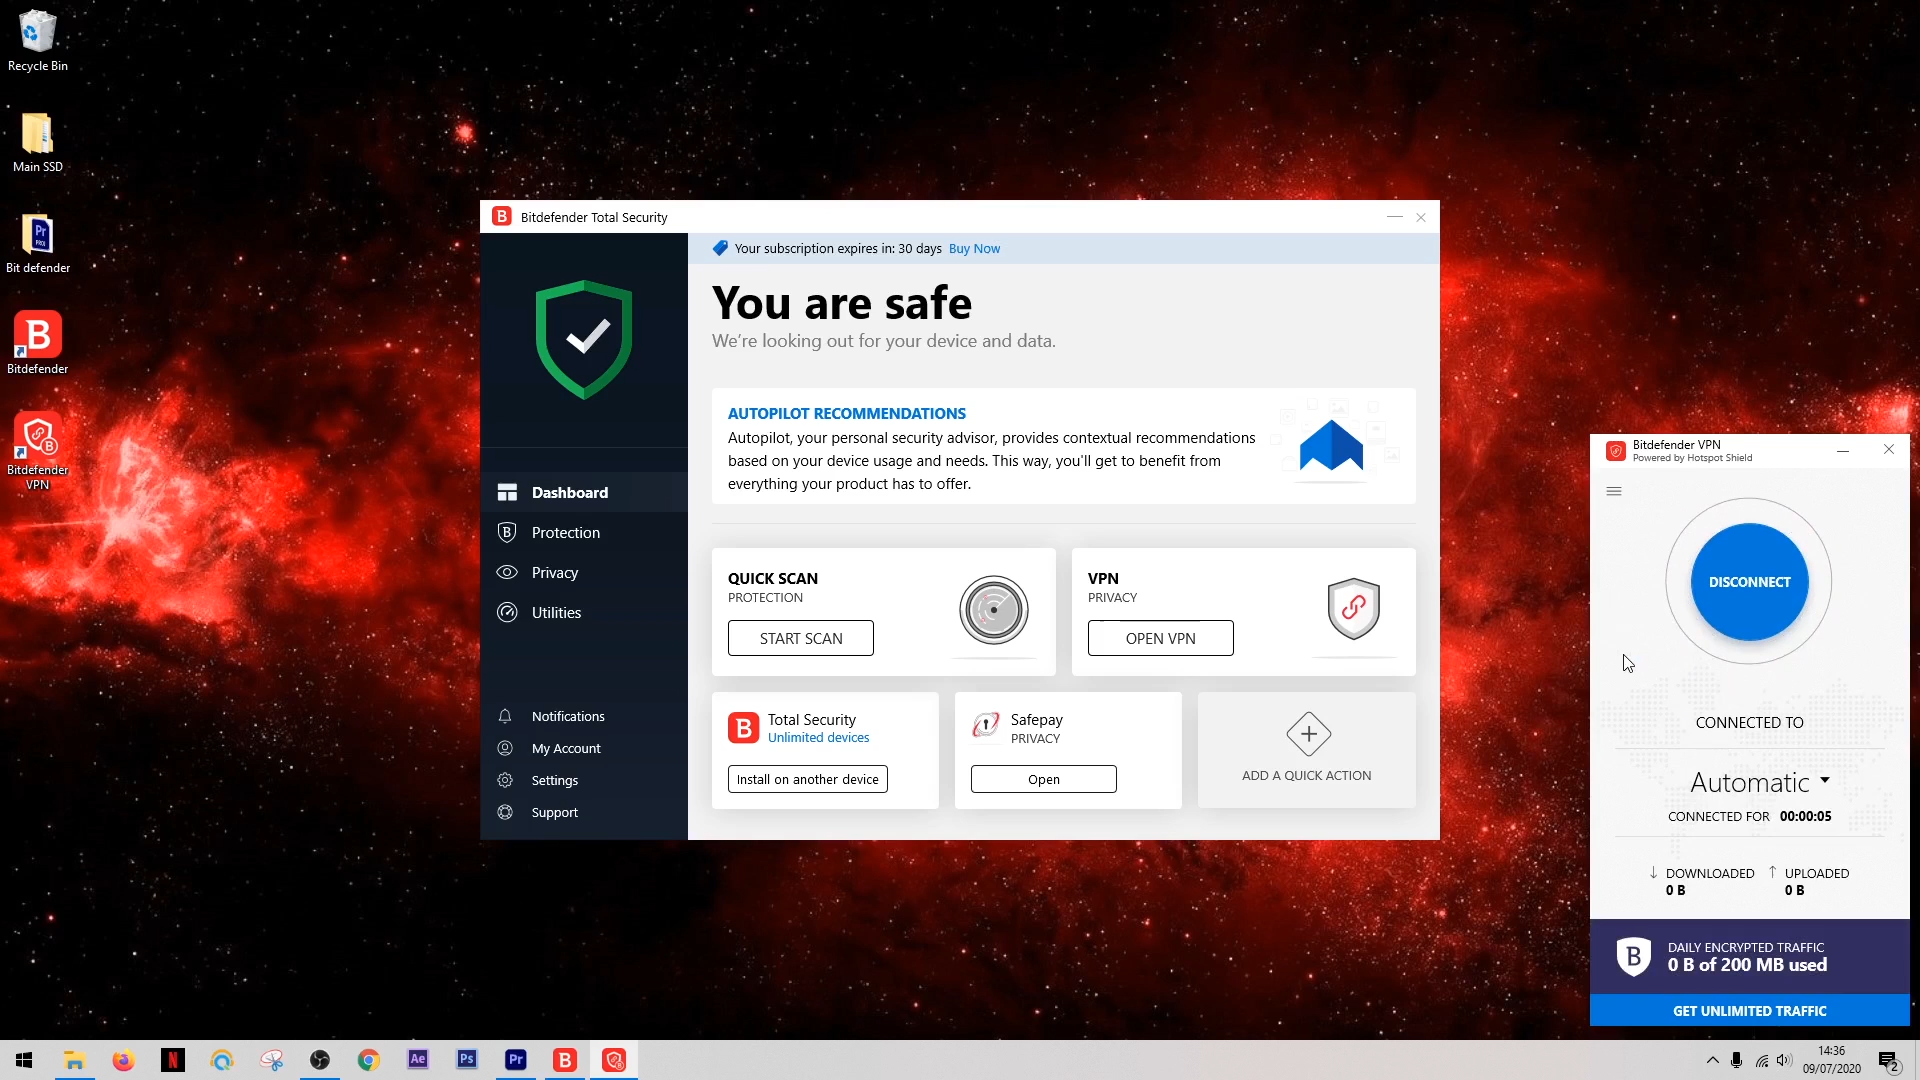 Recycle Bin
Main SSD
Pr
PROJ
Bit defender
B
Bitdefender
B
Bitdefender
VPN
B Bitdefender Total Security
Your subscription expires in: 30 days Buy Now
You are safe
We're looking out for your device and data.
AUTOPILOT RECOMMENDATIONS
Autopilot, your personal security advisor, provides contextual recommendations
based on your device usage and needs. This way, you'll get to benefit from
everything your product has to offer.
Dashboard
B Protection
Privacy
Utilities
Notifications
My Account
Settings
Support
QUICK SCAN
PROTECTION
START SCAN
VPN
PRIVACY
OPEN VPN
B
Total Security
Unlimited devices
Install on another device
Safepay
PRIVACY
Open
ADD A QUICK ACTION
Bitdefender VPN
Powered by Hotspot Shield
DISCONNECT
CONNECTED TO
Automatic
CONNECTED FOR 00:00:05
DOWNLOADED
0 B
UPLOADED
0 B
B
DAILY ENCRYPTED TRAFFIC
0 B of 200 MB used
GET UNLIMITED TRAFFIC
N
Ae
Ps
Pr
B
14:36
09/07/2020
2